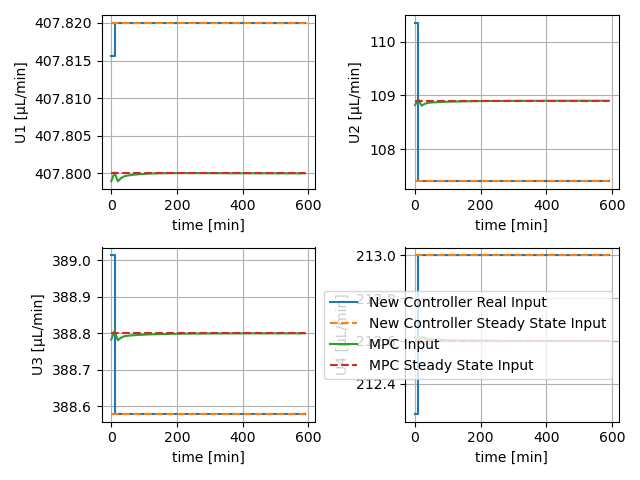 407.820
407.815
407.810
407.805
407.800
U1 [µL/min]
0 200 400 600
time [min]
110
109
108
U2 [µL/min]
0 200 400 600
time [min]
389.0
388.9
388.8
388.7
388.6
U3 [µL/min]
0 200 400 600
time [min]
213.0
212.4
U4 [µL/min]
0 200 400 600
time [min]
New Controller Real Input
New Controller Steady State Input
MPC Input
MPC Steady State Input